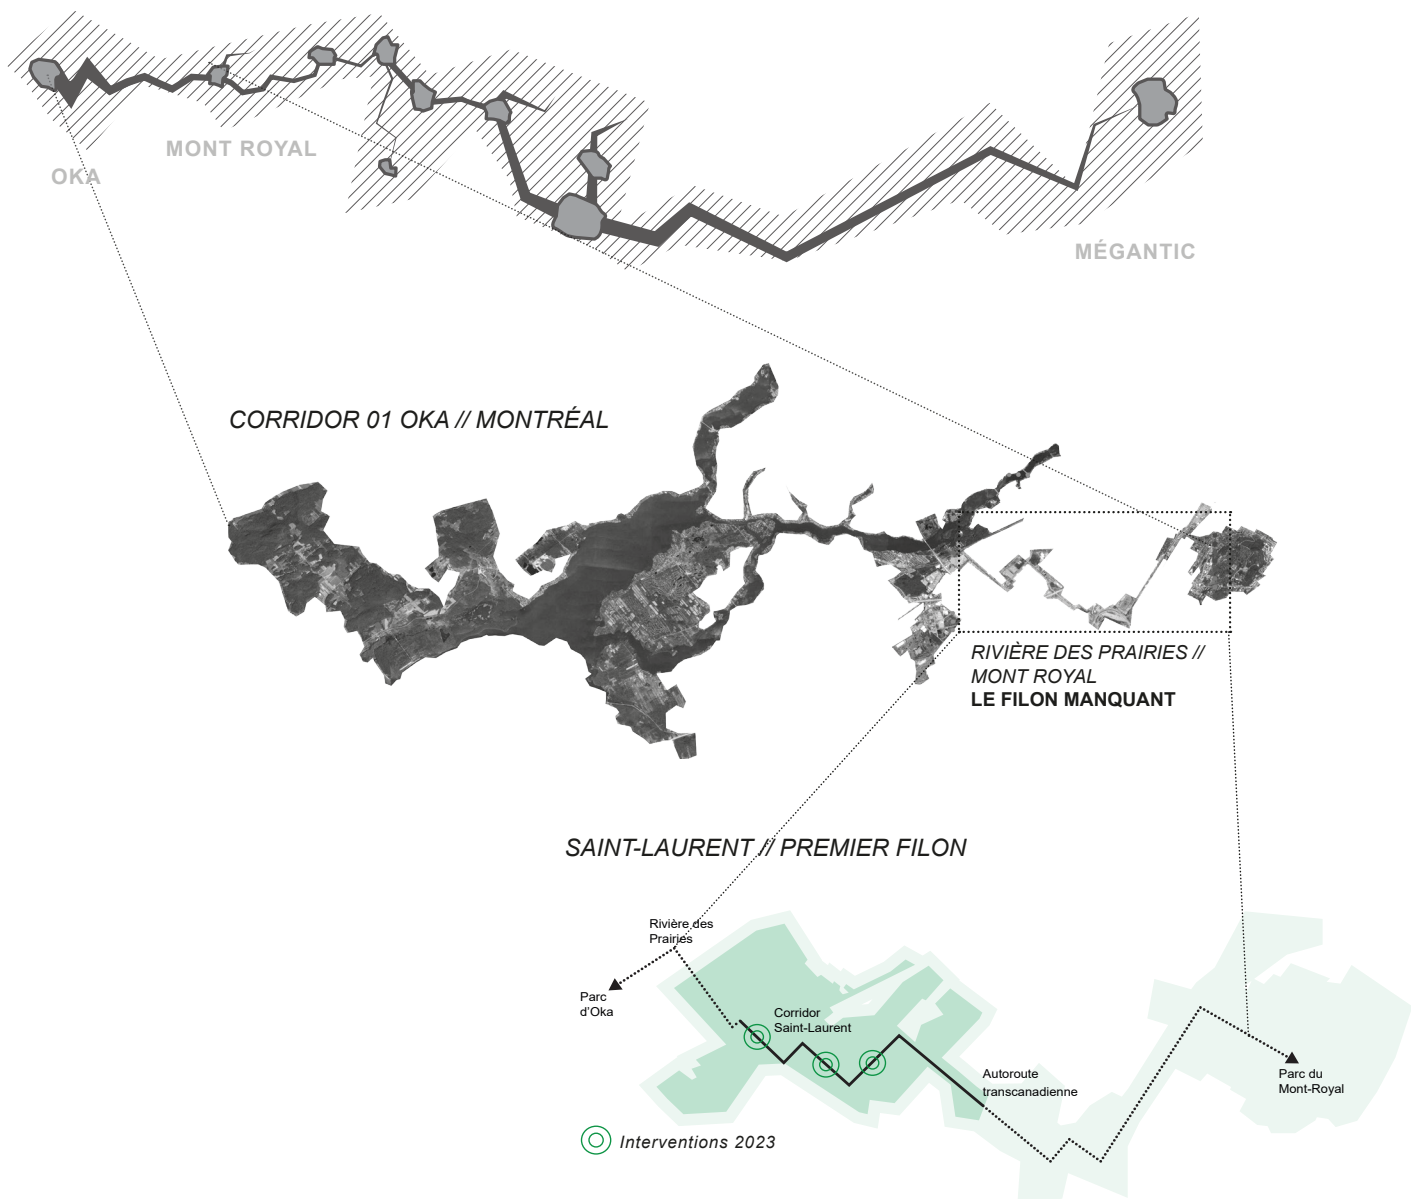 MONT ROYAL
OKA
MÉGANTIC
CORRIDOR 01 OKA // MONTRÉAL
RIVIÈRE DES PRAIRIES //
MONT ROYAL
LE FILON MANQUANT
SAINT-LAURENT // PREMIER FILON
Rivière des
Prairies
Parc
d'Oka
Corridor
Saint-Laurent
Autoroute
transcanadienne
Parc du
Mont-Royal
Interventions 2023